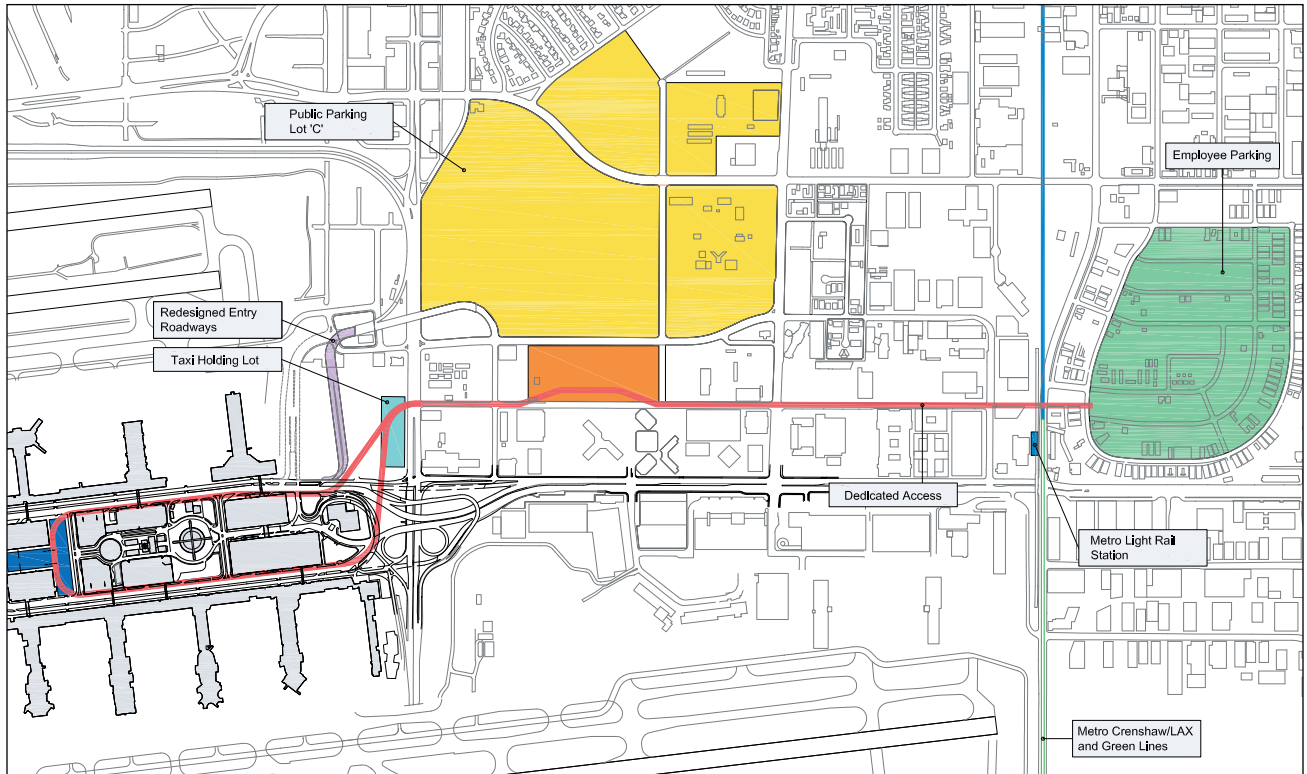 Public Parking
Lot 'C'
Employee Parking
Redesigned Entry
Roadways
Taxi Holding Lot
Dedicated Access
Metro Light Rail
Station
Metro Crenshaw/LAX
and Green Lines